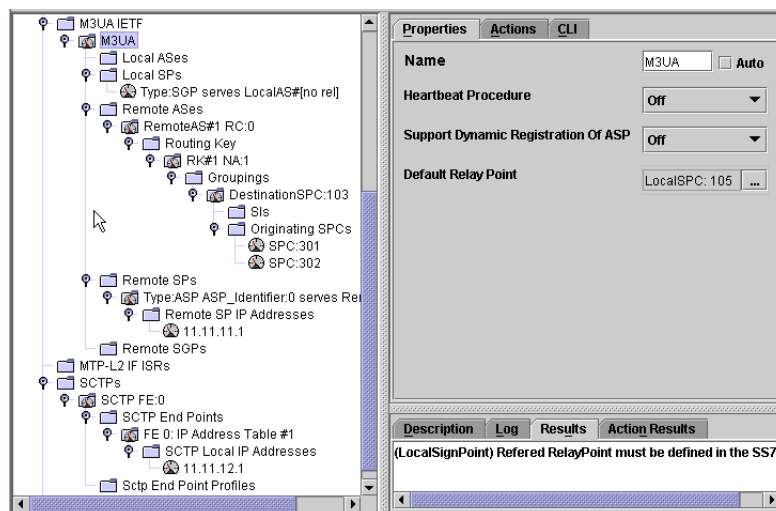 M3UA IETF
M3UA
Local ASes
Local SPs
Type:SGP serves LocalAS#[no rel]
Remote ASes
RemoteAS#1 RC:0
Routing Key
RK#1 NA:1
Groupings
DestinationSPC:103
SIs
Originating SPCs
SPC:301
SPC:302
Remote SPs
Type:ASP ASP_Identifier:0 serves Re
Remote SP IP Addresses
11.11.11.1
Remote SGPs
MTP-L2 IF ISRs
SCTPs
SCTP FE:0
SCTP End Points
FE 0: IP Address Table #1
SCTP Local IP Addresses
11.11.12.1
Sctp End Point Profiles
Properties Actions CLI
Name M3UA Auto
Heartbeat Procedure Off
Support Dynamic Registration Of ASP Off
Default Relay Point LocalSPC: 105 ...
Description Log Results Action Results
(LocalSignPoint) Refered RelayPoint must be defined in the SS7